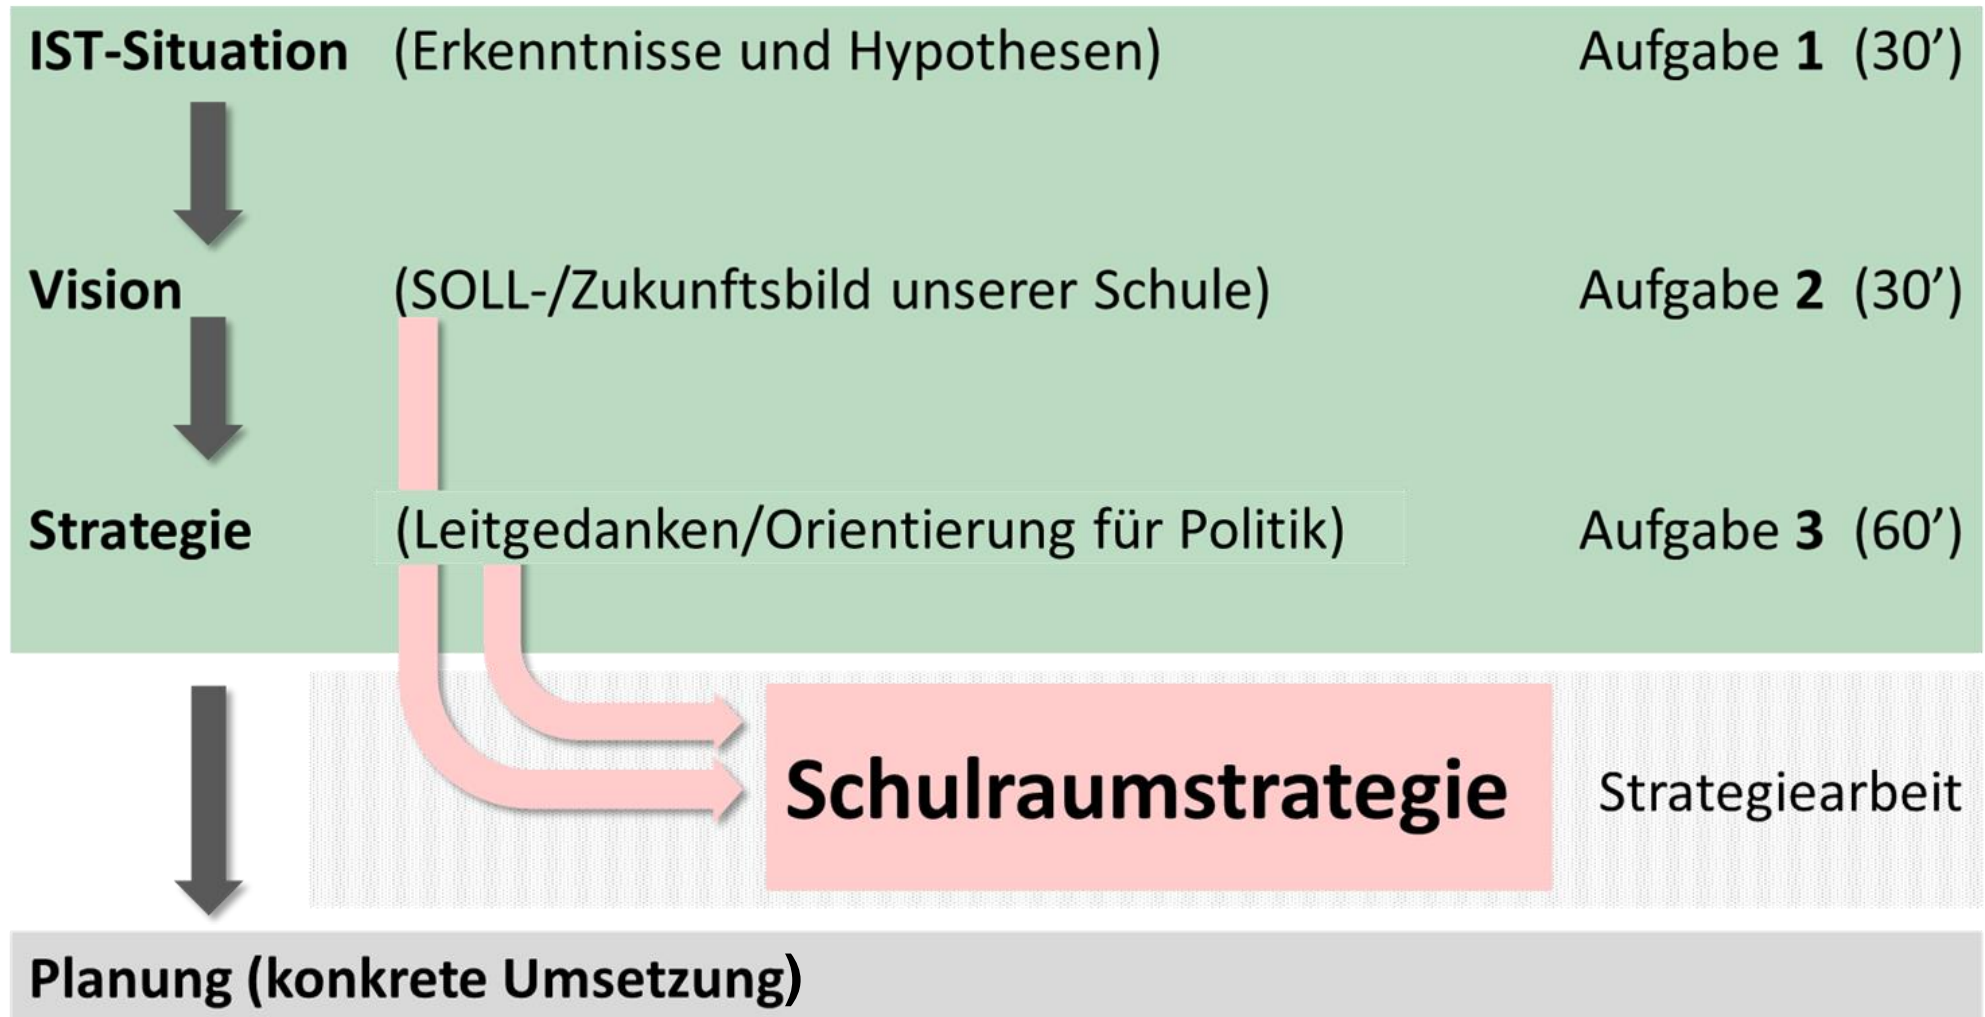 IST-Situation (Erkenntnisse und Hypothesen) Aufgabe 1 (30’)
Vision (SOLL-/Zukunftsbild unserer Schule) Aufgabe 2 (30’)
Strategie (Leitgedanken/Orientierung für Politik) Aufgabe 3 (60’)
Schulraumstrategie Strategiearbeit
Planung (konkrete Umsetzung)